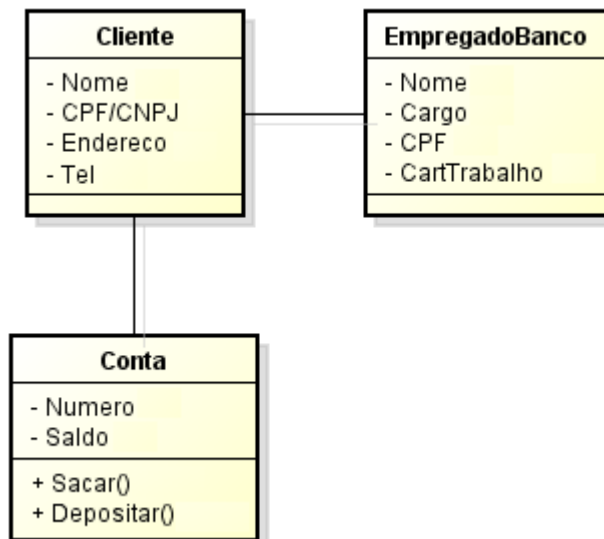 Cliente
- Nome
- CPF/CNPJ
- Endereco
- Tel
EmpregadoBanco
- Nome
- Cargo
- CPF
- CartTrabalho
Conta
- Numero
- Saldo
+ Sacar()
+ Depositar()